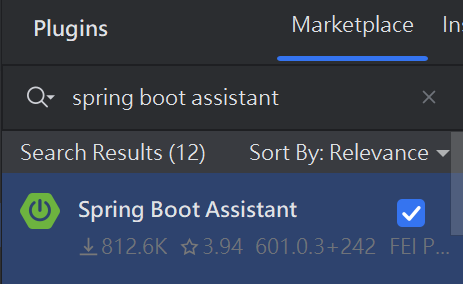 Plugins Marketplace In
spring boot assistant
Search Results (12) Sort By: Relevance
Spring Boot Assistant
812.6K 3.94 601.0.3+242 FEI P...